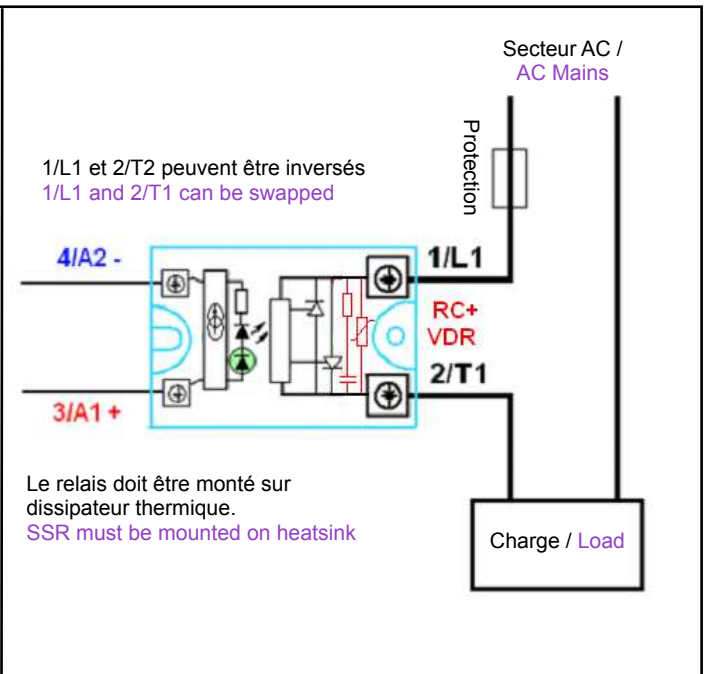 Secteur AC /
AC Mains
Protection
1/L1 et 2/T2 peuvent être inversés
1/L1 and 2/T1 can be swapped
4/A2 -
1/L1
RC+
VDR
2/T1
3/A1 +
Le relais doit être monté sur
dissipateur thermique.
SSR must be mounted on heatsink
Charge / Load